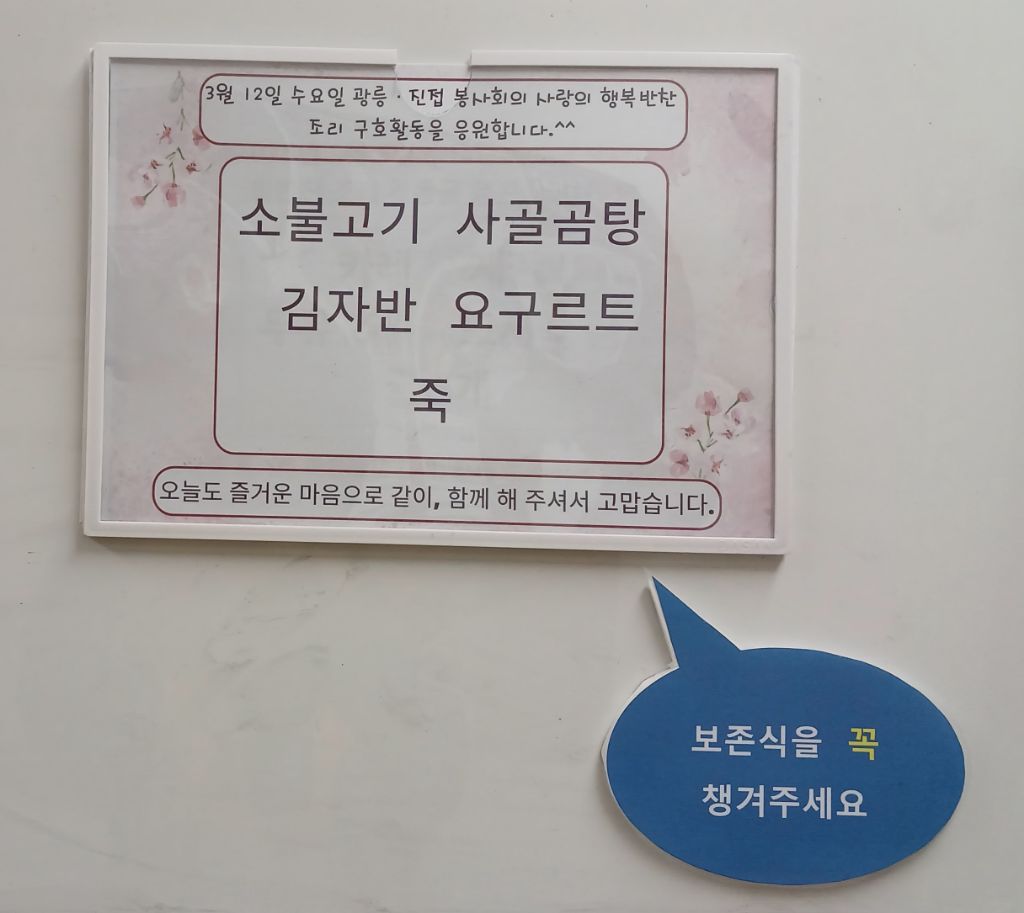 3월 12일 수요일 광릉·진접 봉사회의 사랑의 행복반찬
조리 구호활동을 응원합니다.^^
소불고기 사골곰탕
김자반 요구르트
죽
오늘도 즐거운 마음으로 같이, 함께 해 주셔서 고맙습니다.
보존식을 꼭
챙겨주세요